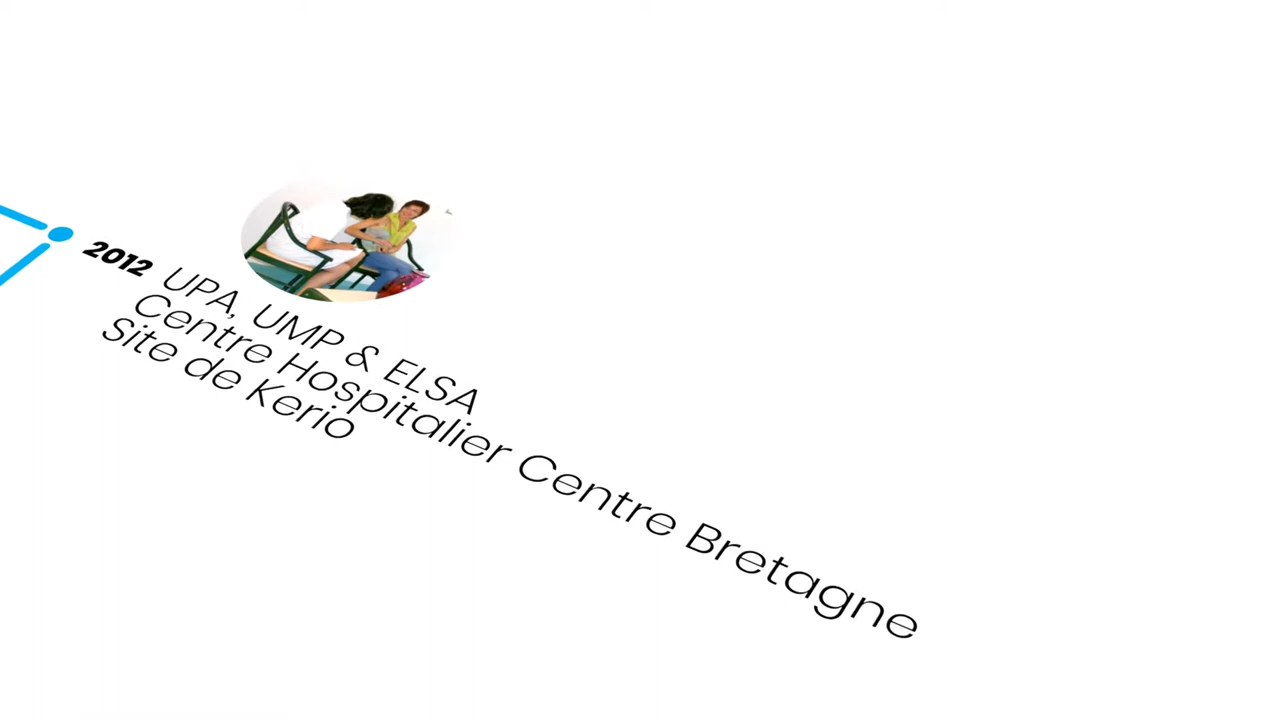 2012
UPA, UMP & ELSA
Centre Hospitalier Centre Bretagne
Site de Kerio